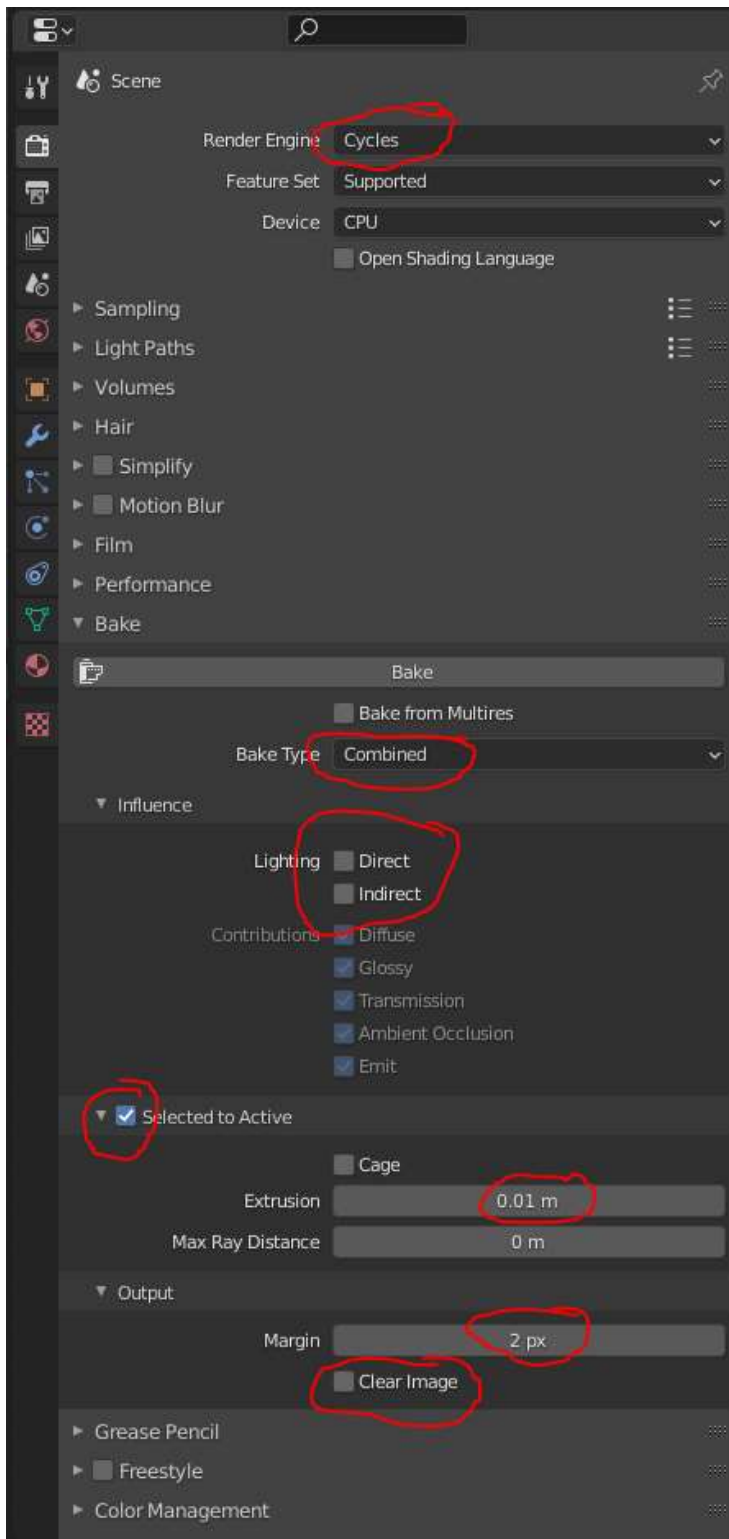 Scene
Render Engine Cycles
Feature Set Supported
Device CPU
Open Shading Language
Sampling
Light Paths
Volumes
Hair
Simplify
Motion Blur
Film
Performance
Bake
Bake
Bake from Multires
Bake Type Combined
Influence
Lighting Direct
Indirect
Contributions Diffuse
Glossy
Transmission
Ambient Occlusion
Emit
Selected to Active
Cage
Extrusion 0.01 m
Max Ray Distance 0 m
Output
Margin 2 px
Clear Image
Grease Pencil
Freestyle
Color Management